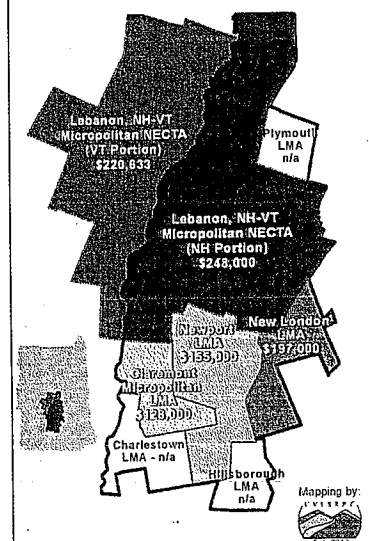 Lebanon, NH-VT
Micropolitan NECTA
(VT Portion)
$220,633
Plymouth
LMA
n/a
Lebanon, NH-VT
Micropolitan NECTA
(NH Portion)
$248,000
Newport
LMA
$155,000
New London
LMA
$197,000
Claremont
Micropolitan
LMA
$128,000
Charlestown
LMA - n/a
Hillsborough
LMA
n/a
Mapping by:
UVLSRPC